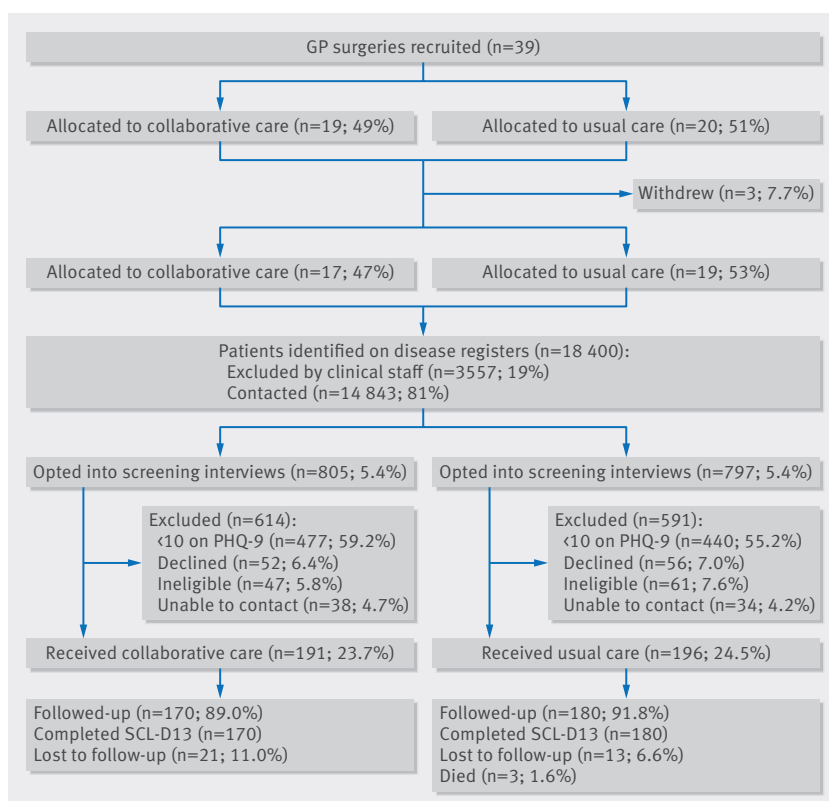 GP surgeries recruited (n=39)
Allocated to collaborative care (n=19; 49%)
Allocated to usual care (n=20; 51%)
Withdrew (n=3; 7.7%)
Allocated to collaborative care (n=17; 47%)
Allocated to usual care (n=19; 53%)
Patients identified on disease registers (n=18 400):
Excluded by clinical staff (n=3557; 19%)
Contacted (n=14 843; 81%)
Opted into screening interviews (n=805; 5.4%)
Opted into screening interviews (n=797; 5.4%)
Excluded (n=614):
<10 on PHQ-9 (n=477; 59.2%)
Declined (n=52; 6.4%)
Ineligible (n=47; 5.8%)
Unable to contact (n=38; 4.7%)
Excluded (n=591):
<10 on PHQ-9 (n=440; 55.2%)
Declined (n=56; 7.0%)
Ineligible (n=61; 7.6%)
Unable to contact (n=34; 4.2%)
Received collaborative care (n=191; 23.7%)
Received usual care (n=196; 24.5%)
Followed-up (n=170; 89.0%)
Completed SCL-D13 (n=170)
Lost to follow-up (n=21; 11.0%)
Followed-up (n=180; 91.8%)
Completed SCL-D13 (n=180)
Lost to follow-up (n=13; 6.6%)
Died (n=3; 1.6%)